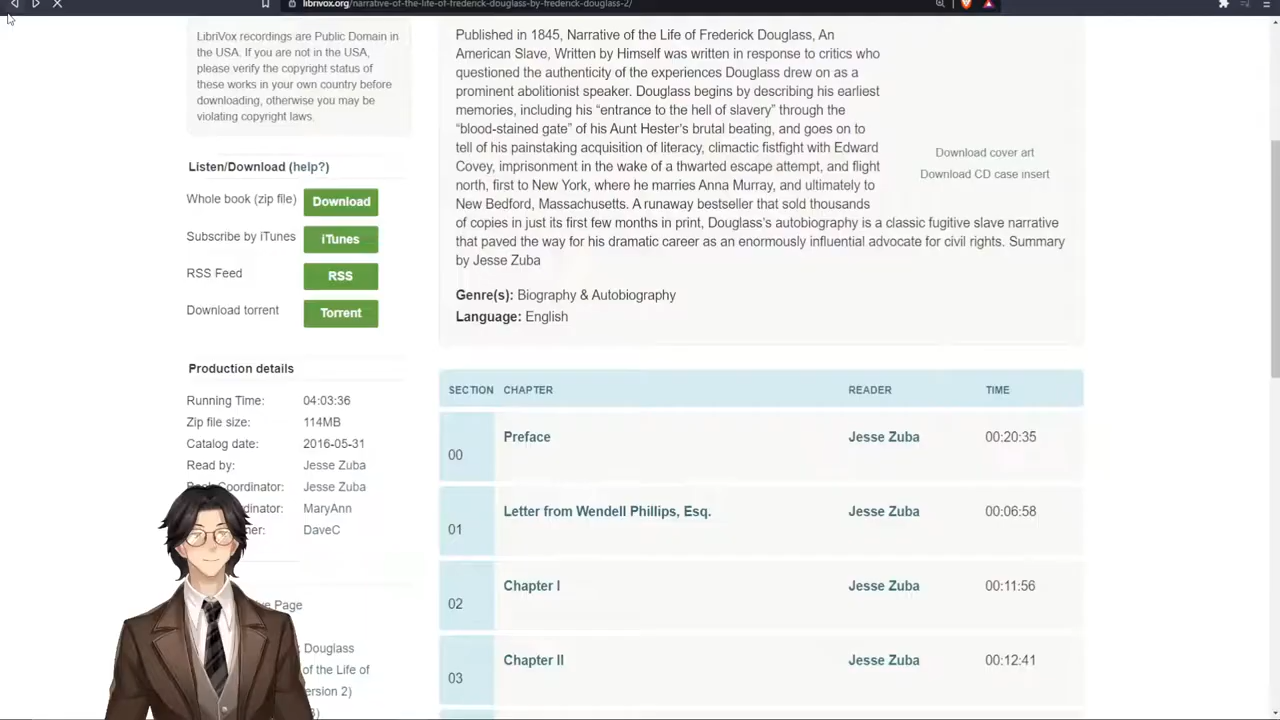 librivox.org/narrative-of-the-life-of-frederick-douglass-by-frederick-douglass-2/
LibriVox recordings are Public Domain in
the USA. If you are not in the USA,
please verify the copyright status of
these works in your own country before
downloading, otherwise you may be
violating copyright laws.
Listen/Download (help?)
Whole book (zip file) Download
Subscribe by iTunes iTunes
RSS Feed RSS
Download torrent Torrent
Production details
Running Time: 04:03:36
Zip file size: 114MB
Catalog date: 2016-05-31
Read by: Jesse Zuba
Coordinator: Jesse Zuba
dinator: MaryAnn
er: DaveC
ve Page
Douglass
of the Life of
ersion 2)
Published in 1845, Narrative of the Life of Frederick Douglass, An
American Slave, Written by Himself was written in response to critics who
questioned the authenticity of the experiences Douglass drew on as a
prominent abolitionist speaker. Douglass begins by describing his earliest
memories, including his “entrance to the hell of slavery” through the
“blood-stained gate” of his Aunt Hester’s brutal beating, and goes on to
tell of his painstaking acquisition of literacy, climactic fistfight with Edward
Covey, imprisonment in the wake of a thwarted escape attempt, and flight
north, first to New York, where he marries Anna Murray, and ultimately to
New Bedford, Massachusetts. A runaway bestseller that sold thousands
of copies in just its first few months in print, Douglass’s autobiography is a classic fugitive slave narrative
that paved the way for his dramatic career as an enormously influential advocate for civil rights. Summary
by Jesse Zuba
Download cover art
Download CD case insert
Genre(s): Biography & Autobiography
Language: English
SECTION CHAPTER READER TIME
00 Preface Jesse Zuba 00:20:35
01 Letter from Wendell Phillips, Esq. Jesse Zuba 00:06:58
02 Chapter I Jesse Zuba 00:11:56
03 Chapter II Jesse Zuba 00:12:41